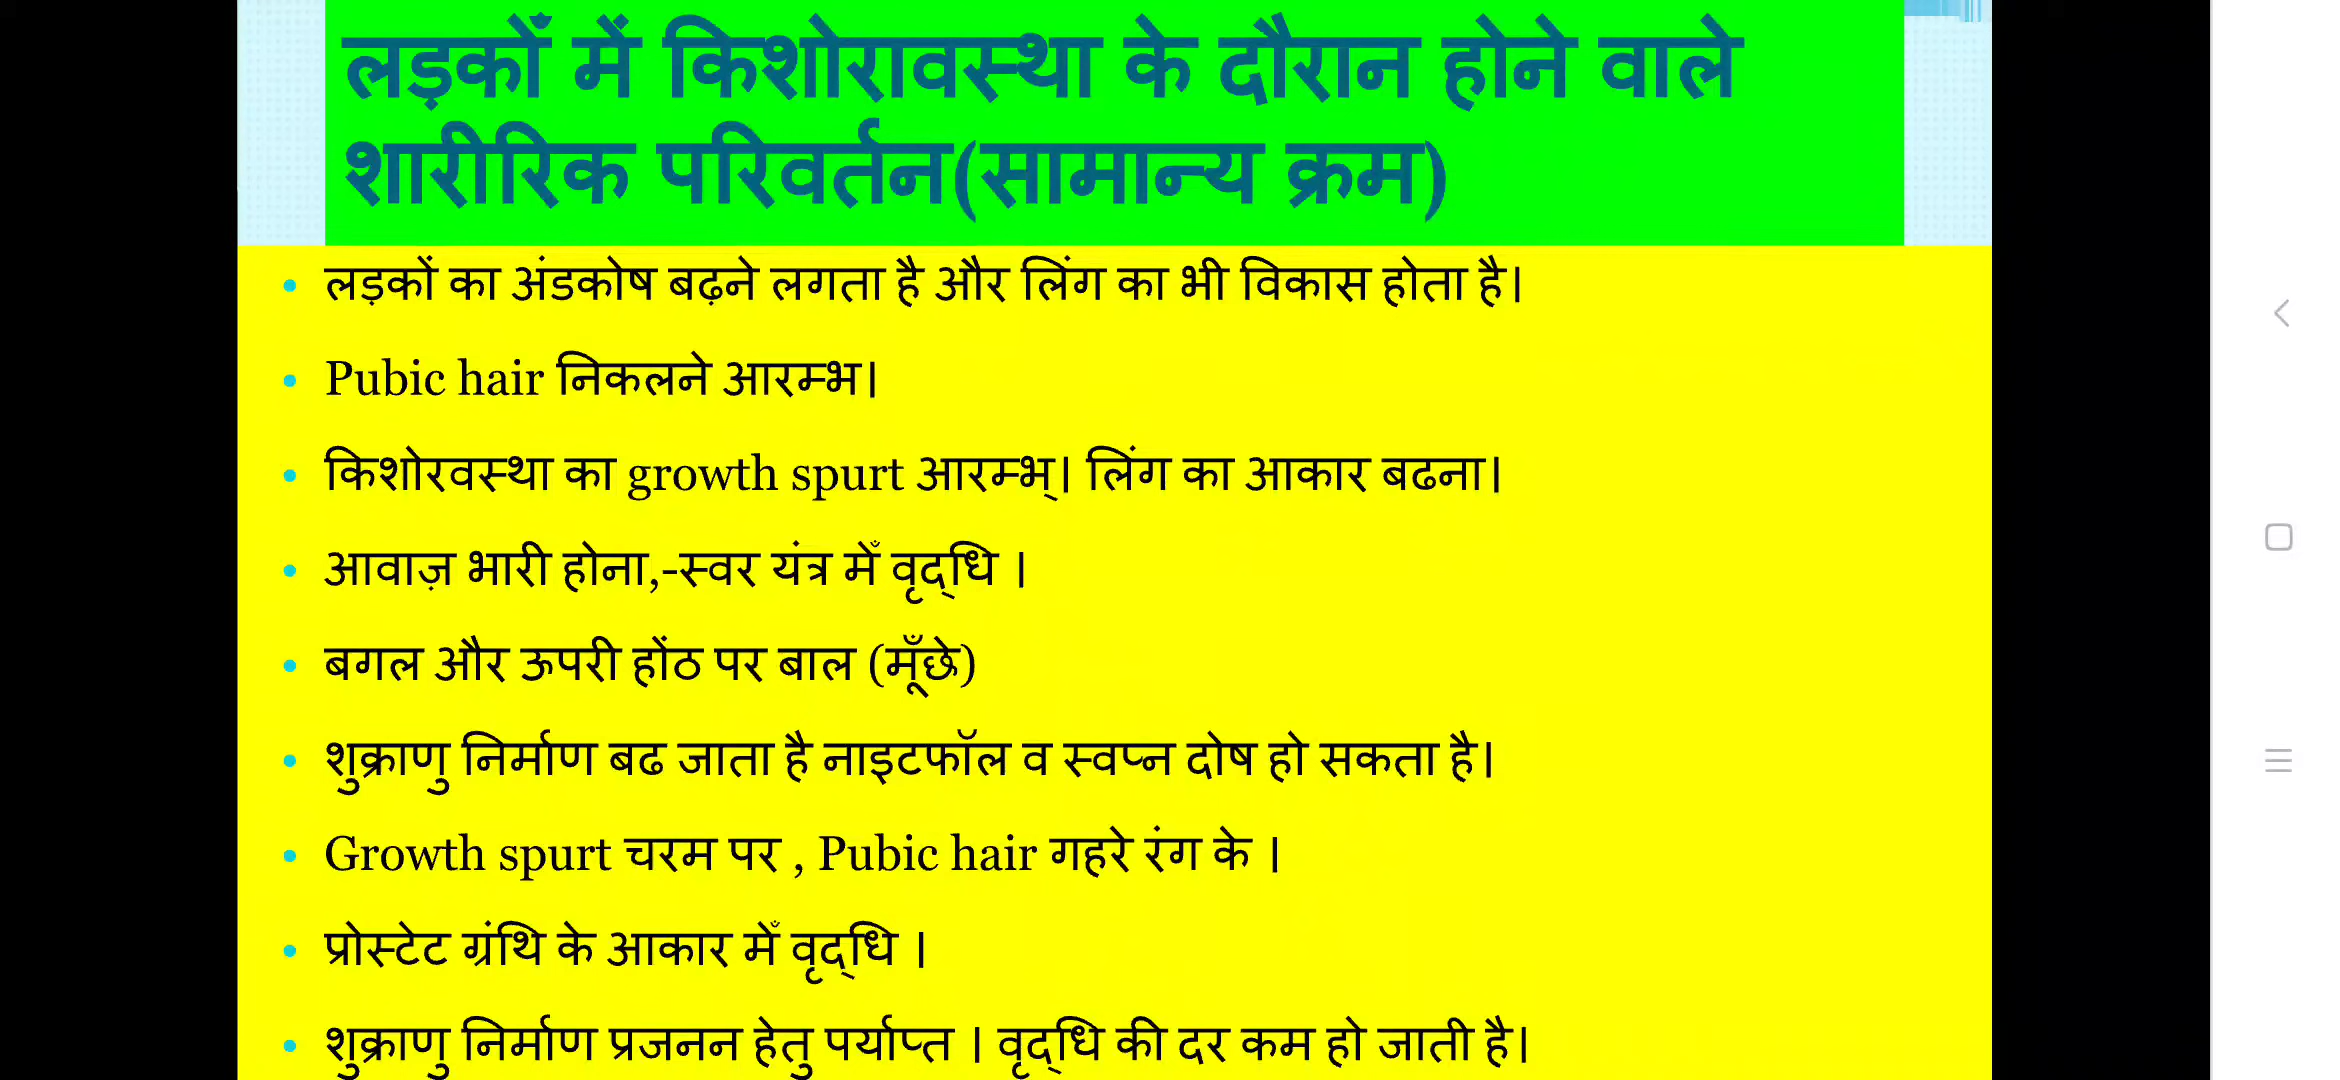 लड़कोँ में किशोरावस्था के दौरान होने वाले
शारीरिक परिवर्तन(सामान्य क्रम)
• लड़कों का अंडकोष बढ़ने लगता है और लिंग का भी विकास होता है।
• Pubic hair निकलने आरम्भ।
• किशोरवस्था का growth spurt आरम्भ्। लिंग का आकार बढना।
• आवाज़ भारी होना,-स्वर यंत्र मेँ वृद्‌धि ।
• बगल और ऊपरी होंठ पर बाल (मूँछे)
• शुक्राणु निर्माण बढ जाता है नाइटफॉल व स्वप्न दोष हो सकता है।
• Growth spurt चरम पर , Pubic hair गहरे रंग के ।
• प्रोस्टेट ग्रंथि के आकार मेँ वृद्‌धि ।
• शुक्राणु निर्माण प्रजनन हेतु पर्याप्त । वृद्‌धि की दर कम हो जाती है।